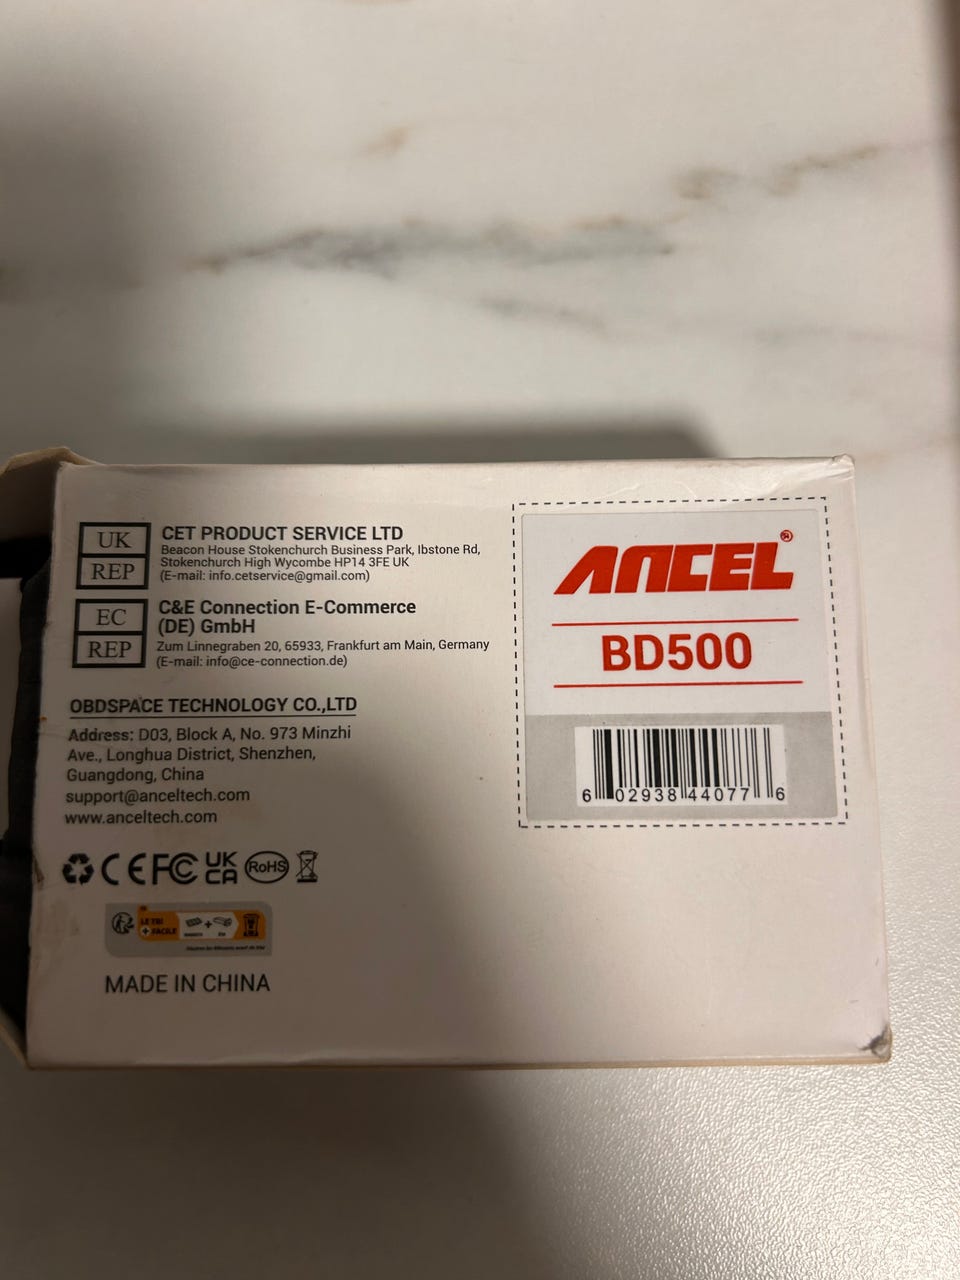 UK
REP
CET PRODUCT SERVICE LTD
Beacon House Stokenchurch Business Park, Ibstone Rd,
Stokenchurch High Wycombe HP14 3FE UK
(E-mail: info.cetservice@gmail.com)
EC
REP
C&E Connection E-Commerce
(DE) GmbH
Zum Linnegraben 20, 65933, Frankfurt am Main, Germany
(E-mail: info@ce-connection.de)
OBDSPACE TECHNOLOGY CO.,LTD
Address: D03, Block A, No. 973 Minzhi
Ave., Longhua District, Shenzhen,
Guangdong, China
support@anceltech.com
www.anceltech.com
CE FC UK
CA
RoHS
LE TRI
+ FACILE
MADE IN CHINA
ANCEL®
BD500
6 02938 44077 6